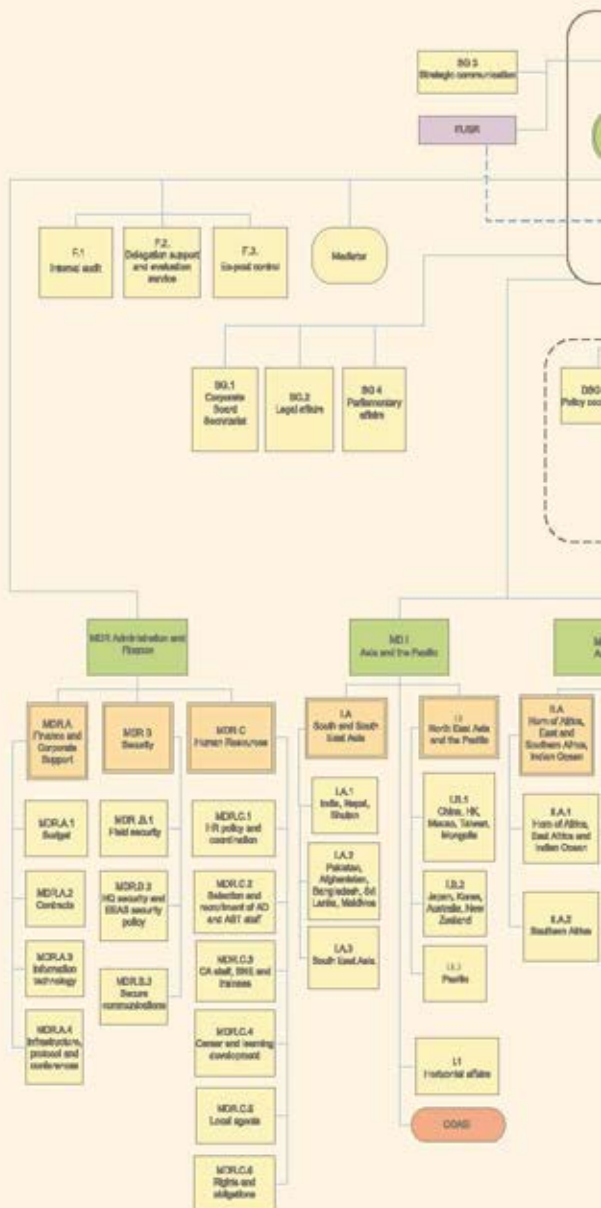 SG 3
Strategic communication
EUSR
F.1
Internal audit
F.2.
Delegation support
and evaluation
service
F.3.
Ex-post control
Mediator
SG.1
Corporate
Board
Secretariat
SG.2
Legal affairs
SG 4
Parliamentary
affairs
DSG
Policy
MDR Administration and
Finance
MD I
Asia and the Pacific
MDR.A
Finance and
Corporate
Support
MDR B
Security
MDR C
Human Resources
I.A
South and South
East Asia
North East Asia
and the Pacific
II.A
Horn of Africa,
East and
Southern Africa,
Indian Ocean
MDR.A.1
Budget
MDR .B.1
Field security
MDR.C.1
HR policy and
coordination
I.A.1
India, Nepal,
Bhutan
I.B.1
China, HK,
Macao, Taiwan,
Mongolia
II.A.1
Horn of Africa,
East Africa and
Indian Ocean
MDR.A.2
Contracts
MDR.B.2
HQ security and
EEAS security
policy
MDR.C.2
Selection and
recruitment of AD
and AST staff
I.A.2
Pakistan,
Afghanistan,
Bangladesh, Sri
Lanka, Maldives
I.B.2
Japan, Korea,
Australia, New
Zealand
II.A.2
Southern Africa
MDR.A.3
Information
technology
MDR.B.3
Secure
communications
MDR.C.3
CA staff, SNE and
trainees
I.A.3
South East Asia
Pacific
MDR.A.4
Infrastructure,
protocol and
conferences
MDR.C.4
Career and learning
development
I.1
Horizontal affairs
MDR.C.5
Local agents
COASI
MDR.C.6
Rights and
obligations